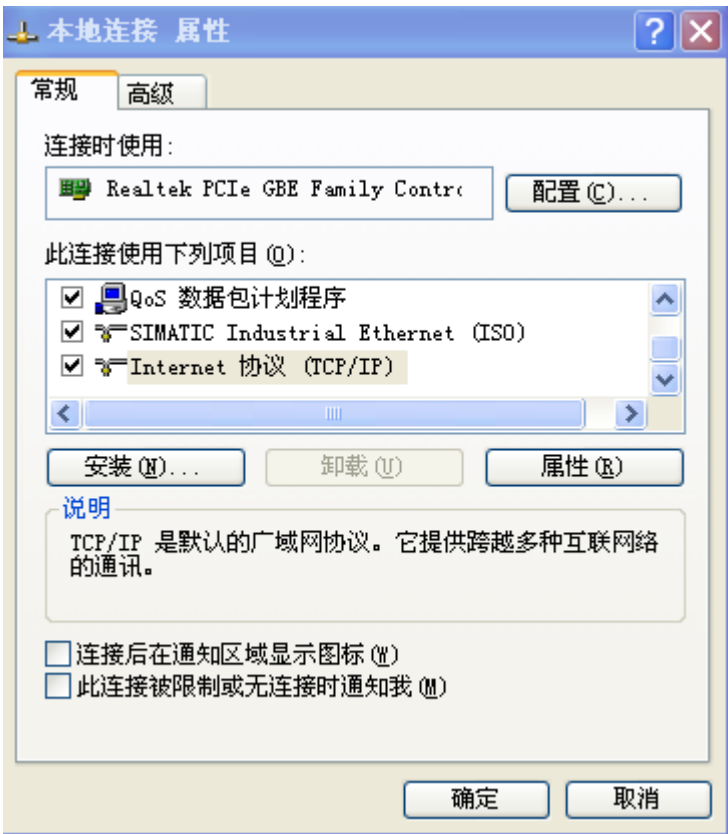 本地连接 属性
常规
高级
连接时使用:
Realtek PCIe GBE Family Contro
配置(C)...
此连接使用下列项目(O):
QoS 数据包计划程序
SIMATIC Industrial Ethernet (ISO)
Internet 协议 (TCP/IP)
安装(N)...
卸载(U)
属性(R)
说明
TCP/IP 是默认的广域网协议。它提供跨越多种互联网络
的通讯。
连接后在通知区域显示图标(W)
此连接被限制或无连接时通知我(M)
确定
取消